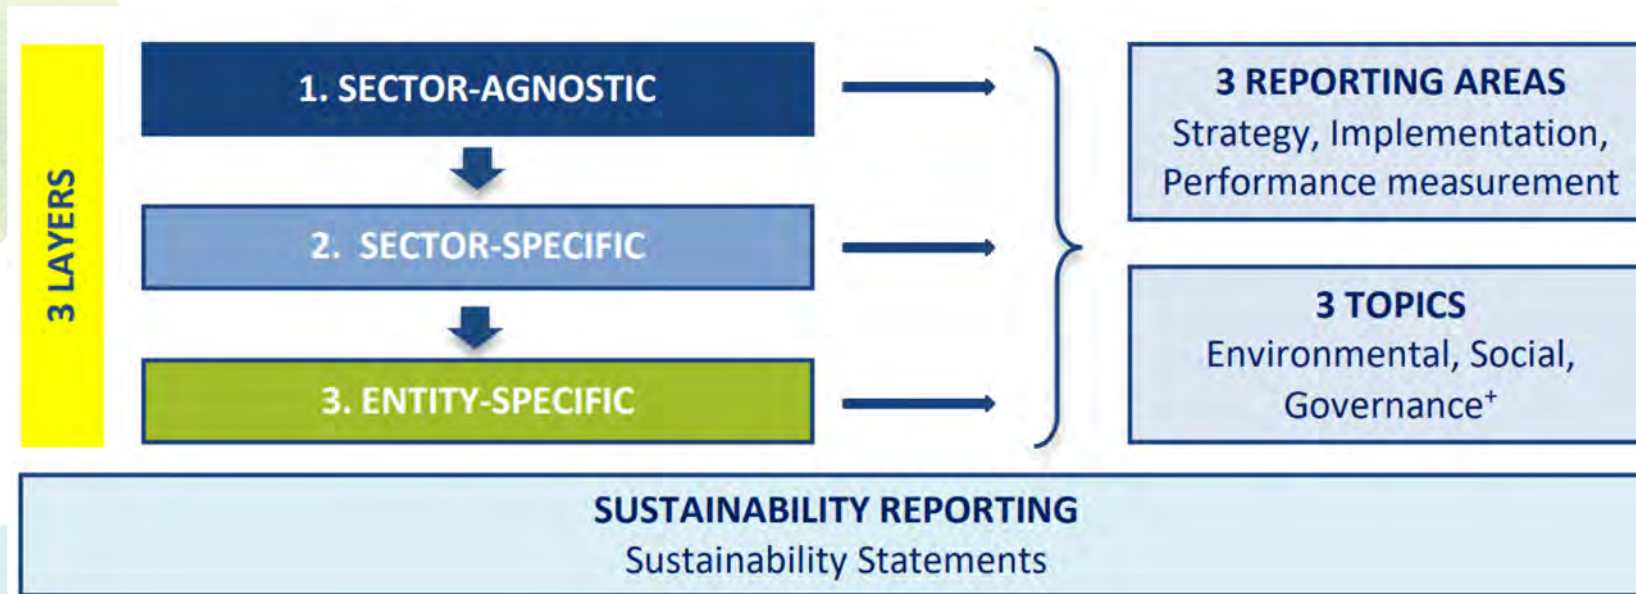 3 LAYERS
1. SECTOR-AGNOSTIC
2. SECTOR-SPECIFIC
3. ENTITY-SPECIFIC
3 REPORTING AREAS
Strategy, Implementation,
Performance measurement
3 TOPICS
Environmental, Social,
Governance⁺
SUSTAINABILITY REPORTING
Sustainability Statements